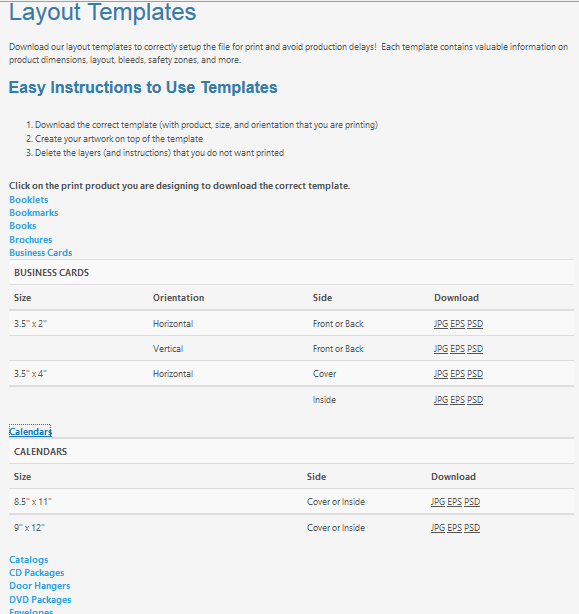 Layout Templates
Download our layout templates to correctly setup the file for print and avoid production delays! Each template contains valuable information on
product dimensions, layout, bleeds, safety zones, and more.
Easy Instructions to Use Templates
1. Download the correct template (with product, size, and orientation that you are printing)
2. Create your artwork on top of the template
3. Delete the layers (and instructions) that you do not want printed
Click on the print product you are designing to download the correct template.
Booklets
Bookmarks
Books
Brochures
Business Cards
BUSINESS CARDS
Size Orientation Side Download
3.5" x 2" Horizontal Front or Back JPG EPS PSD
Vertical Front or Back JPG EPS PSD
3.5" x 4" Horizontal Cover JPG EPS PSD
Inside JPG EPS PSD
Calendars
CALENDARS
Size Side Download
8.5" x 11" Cover or Inside JPG EPS PSD
9" x 12" Cover or Inside JPG EPS PSD
Catalogs
CD Packages
Door Hangers
DVD Packages
Envelopes